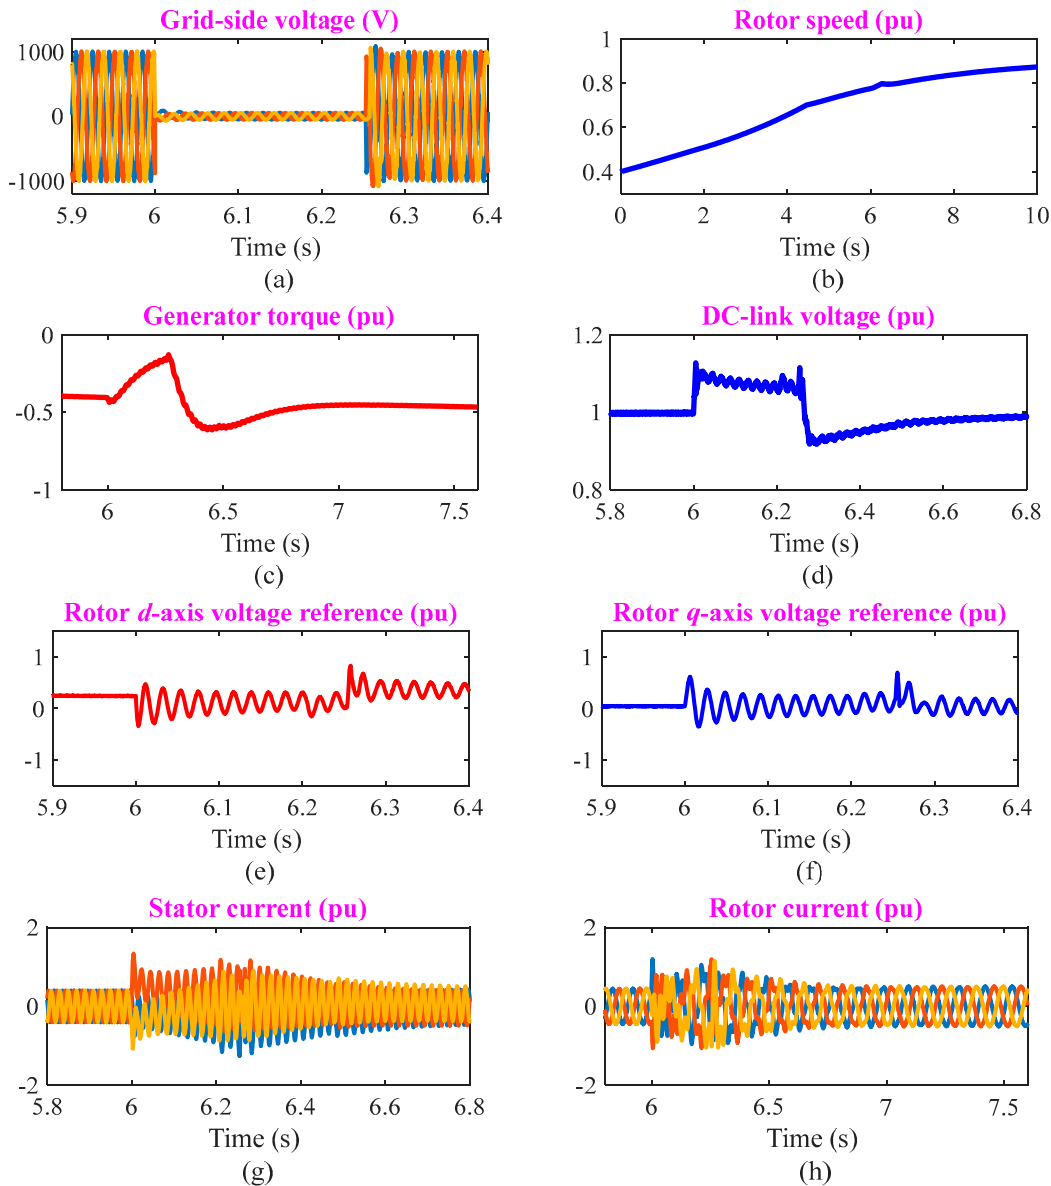 Grid-side voltage (V)
1000
0
-1000
5.9 6 6.1 6.2 6.3 6.4
Time (s)
(a)
Rotor speed (pu)
1
0.8
0.6
0.4
0 2 4 6 8 10
Time (s)
(b)
Generator torque (pu)
0
-0.5
-1
6 6.5 7 7.5
Time (s)
(c)
DC-link voltage (pu)
1.2
1
0.8
5.8 6 6.2 6.4 6.6 6.8
Time (s)
(d)
Rotor d-axis voltage reference (pu)
1
0
-1
5.9 6 6.1 6.2 6.3 6.4
Time (s)
(e)
Rotor q-axis voltage reference (pu)
1
0
-1
5.9 6 6.1 6.2 6.3 6.4
Time (s)
(f)
Stator current (pu)
2
0
-2
5.8 6 6.2 6.4 6.6 6.8
Time (s)
(g)
Rotor current (pu)
2
0
-2
6 6.5 7 7.5
Time (s)
(h)